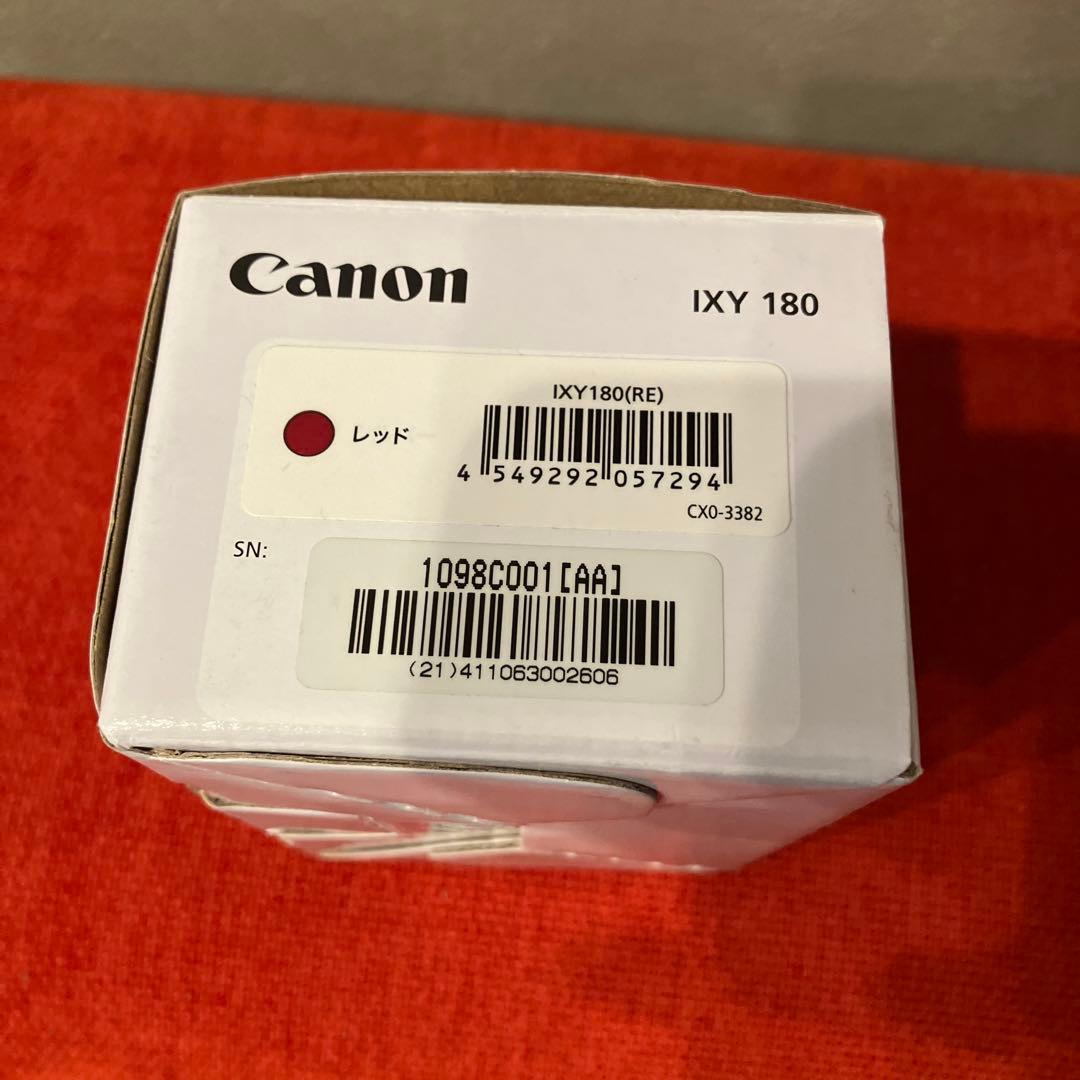 Canon
IXY 180
IXY180(RE)
レッド
4 549292 057294
CX0-3382
SN:
1098C001[AA]
(21)411063002606